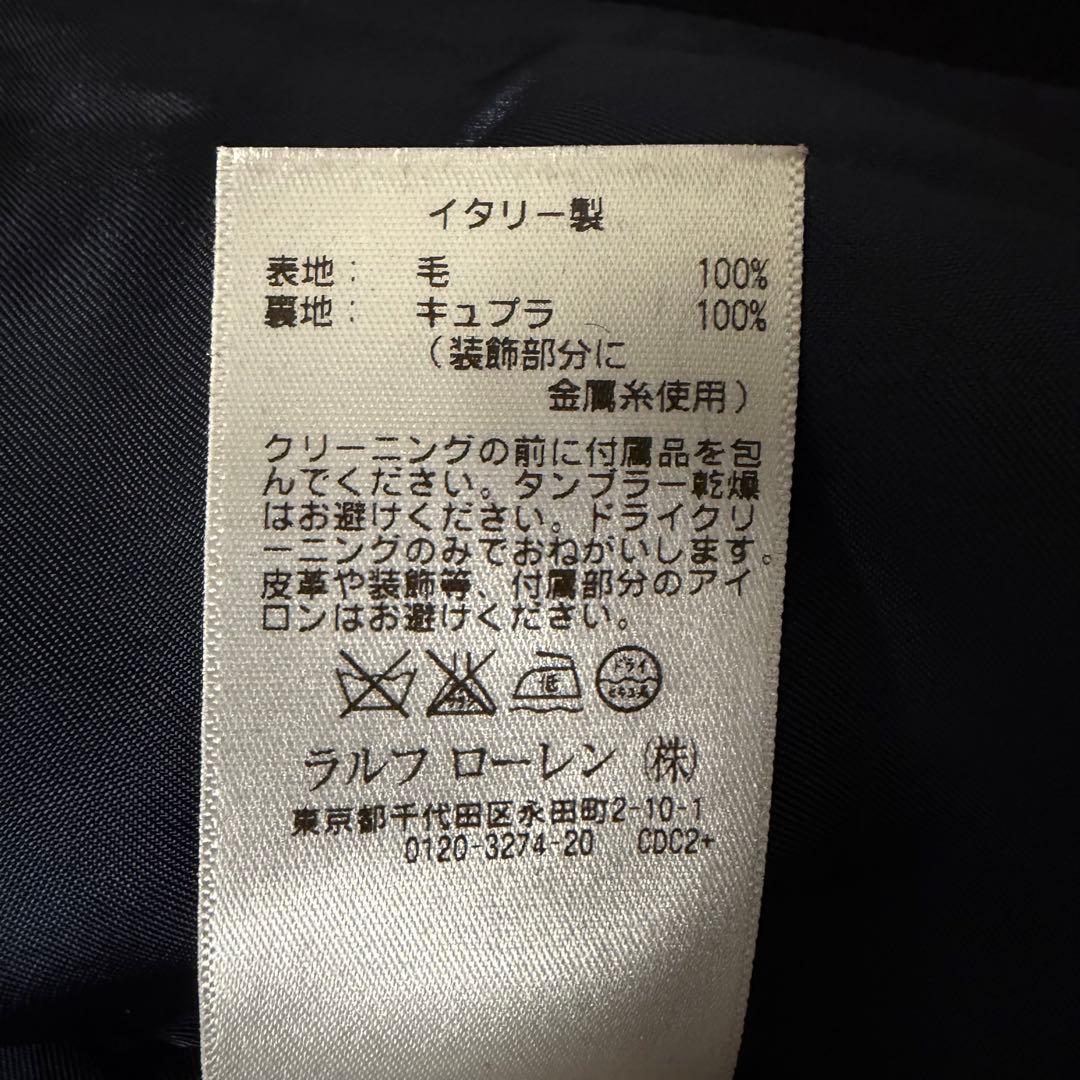 イタリー製
表地： 毛 100%
裏地： キュプラ 100%
（装飾部分に
金属糸使用）
クリーニングの前に付属品を包
んでください。タンブラー乾燥
はお避けください。ドライクリ
ーニングのみでおねがいします。
皮革や装飾等、付属部分のアイ
ロンはお避けください。
低 ドライ
ラルフ ローレン（株）
東京都千代田区永田町2-10-1
0120-3274-20 CDC2+